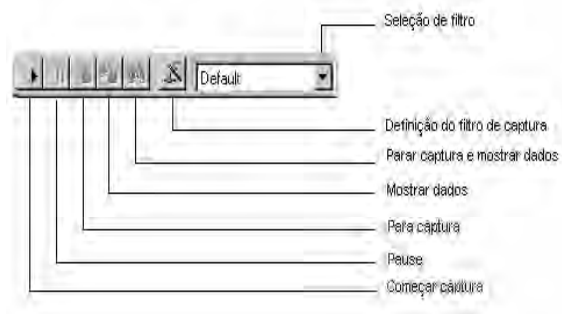 Seleção de filtro
Default
Definição do filtro de captura
Parar captura e mostrar dados
Mostrar dados
Para captura
Pause
Começar captura